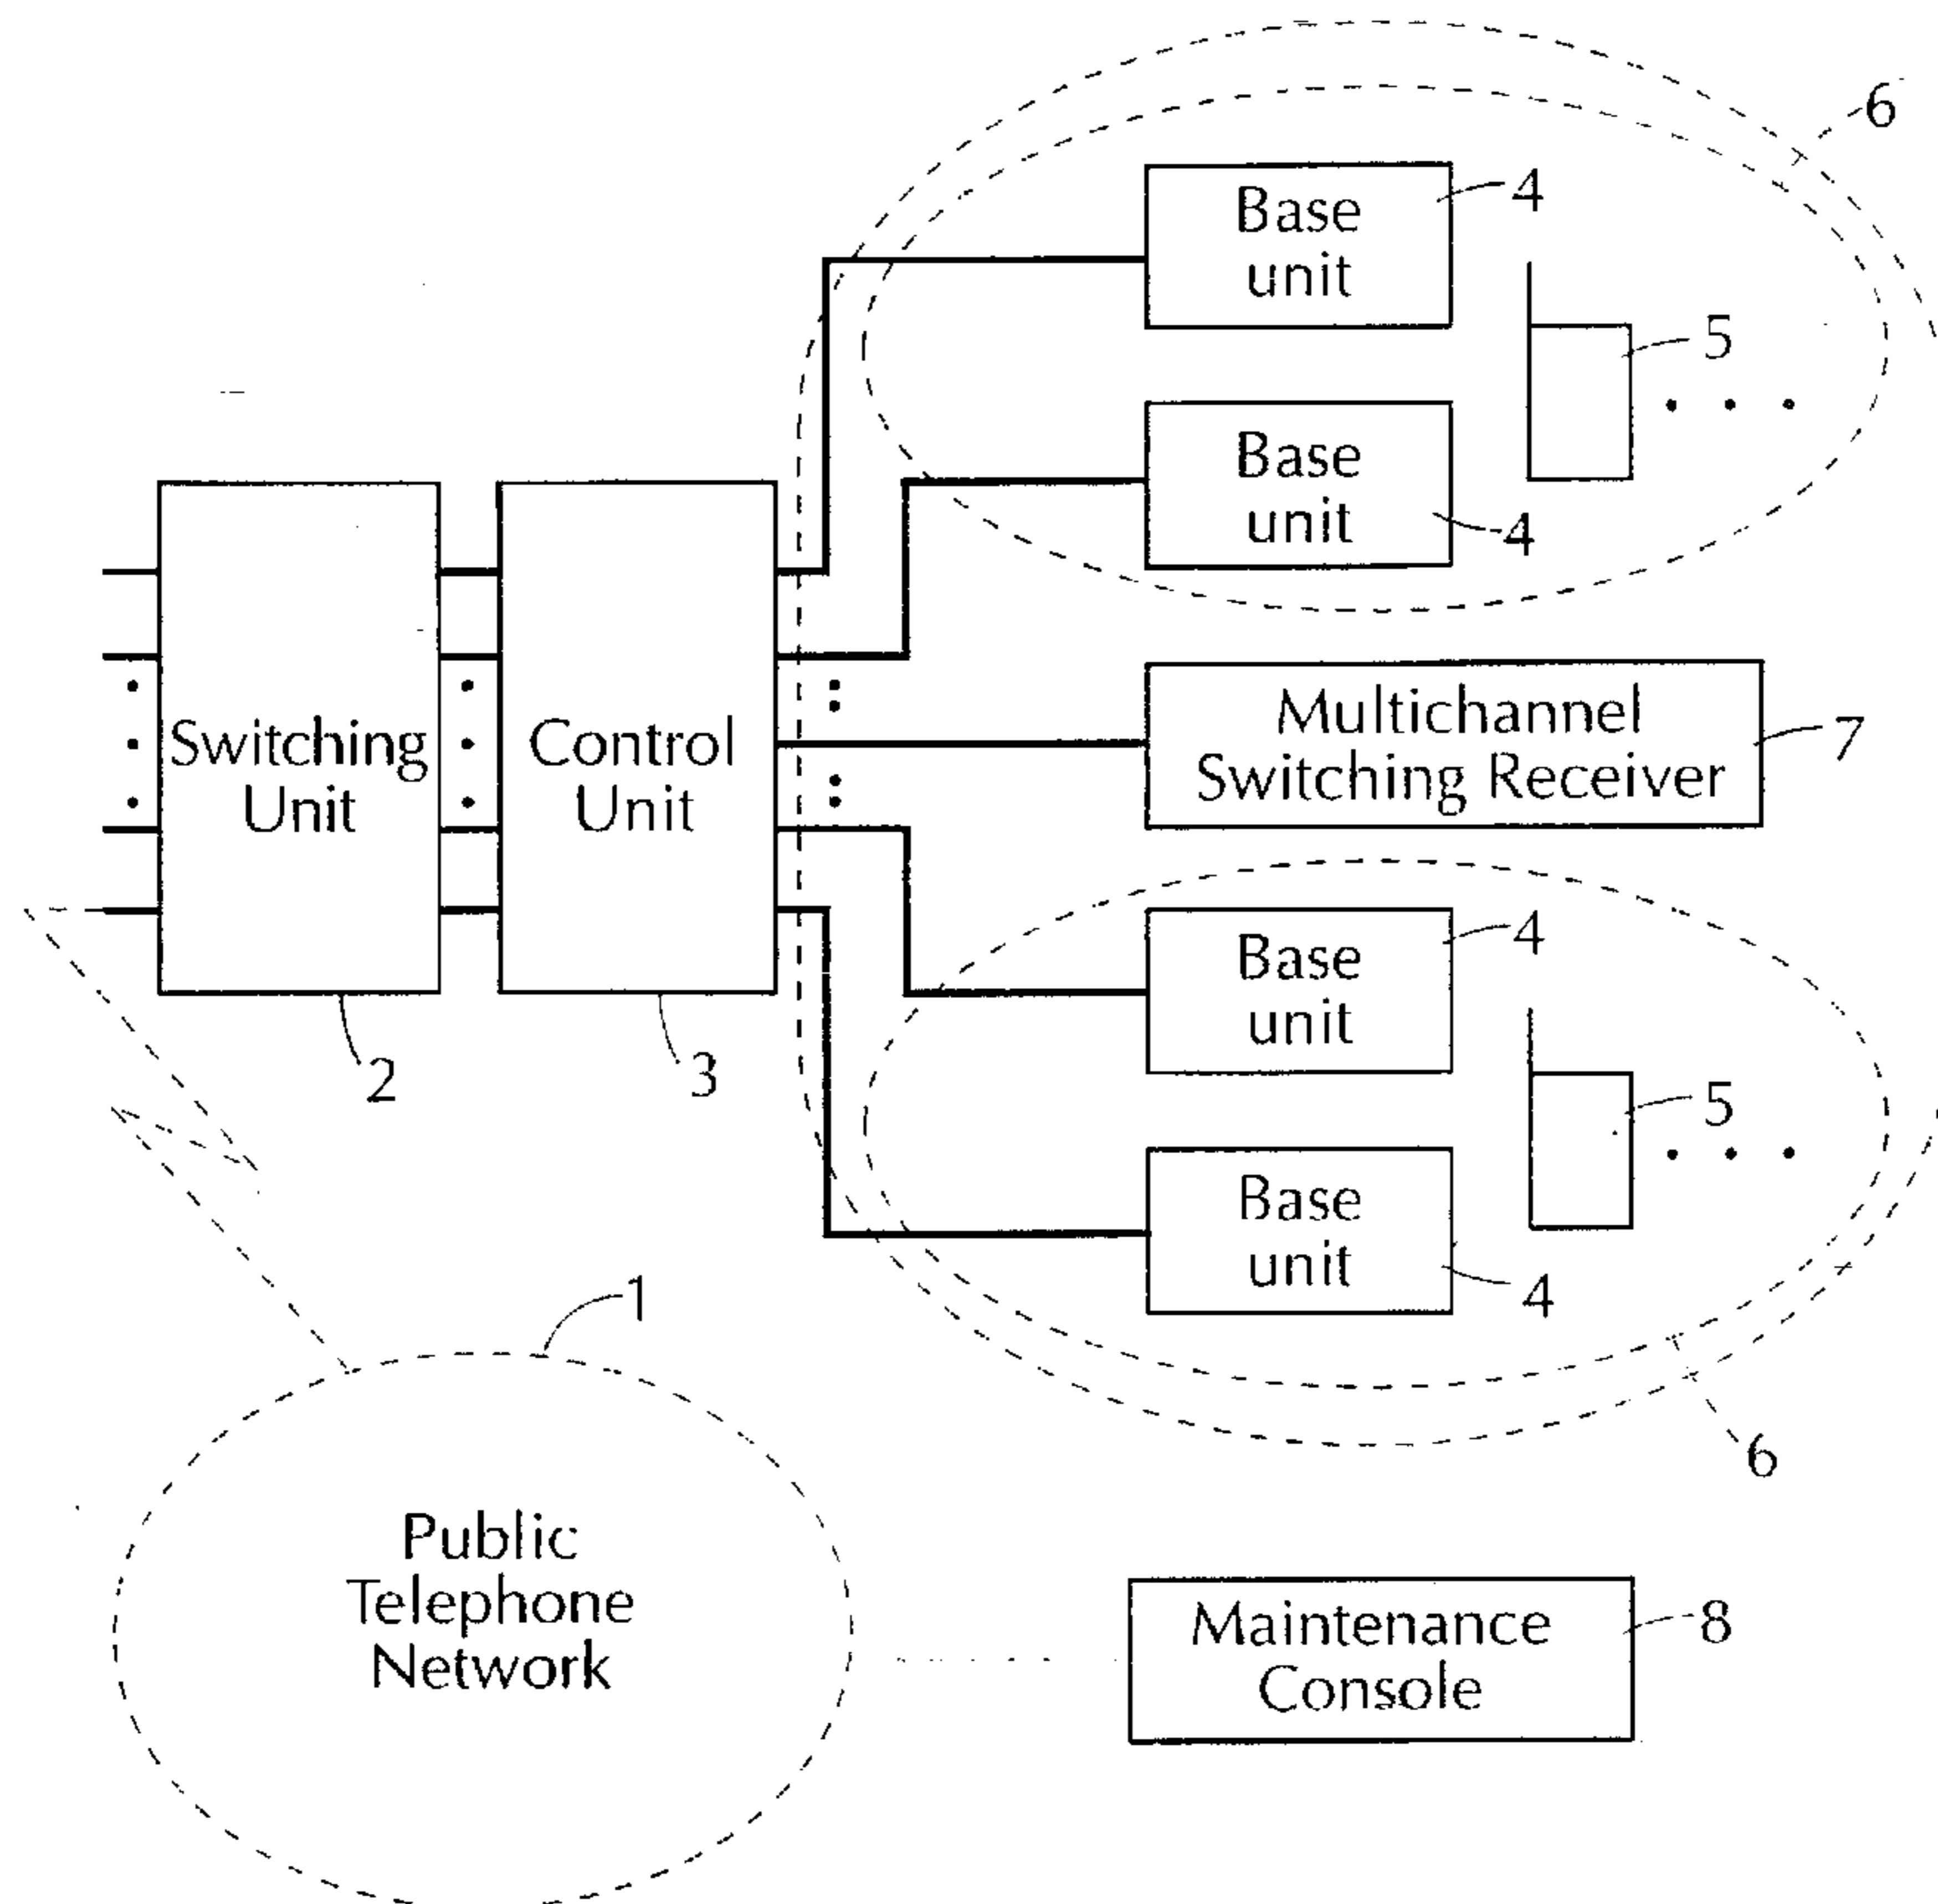 6
Base
unit
4
5
Base
unit
4
Switching
Unit
Control
Unit
Multichannel
Switching Receiver
7
2
3
Base
unit
4
5
Base
unit
4
6
1
Public
Telephone
Network
Maintenance
Console
8